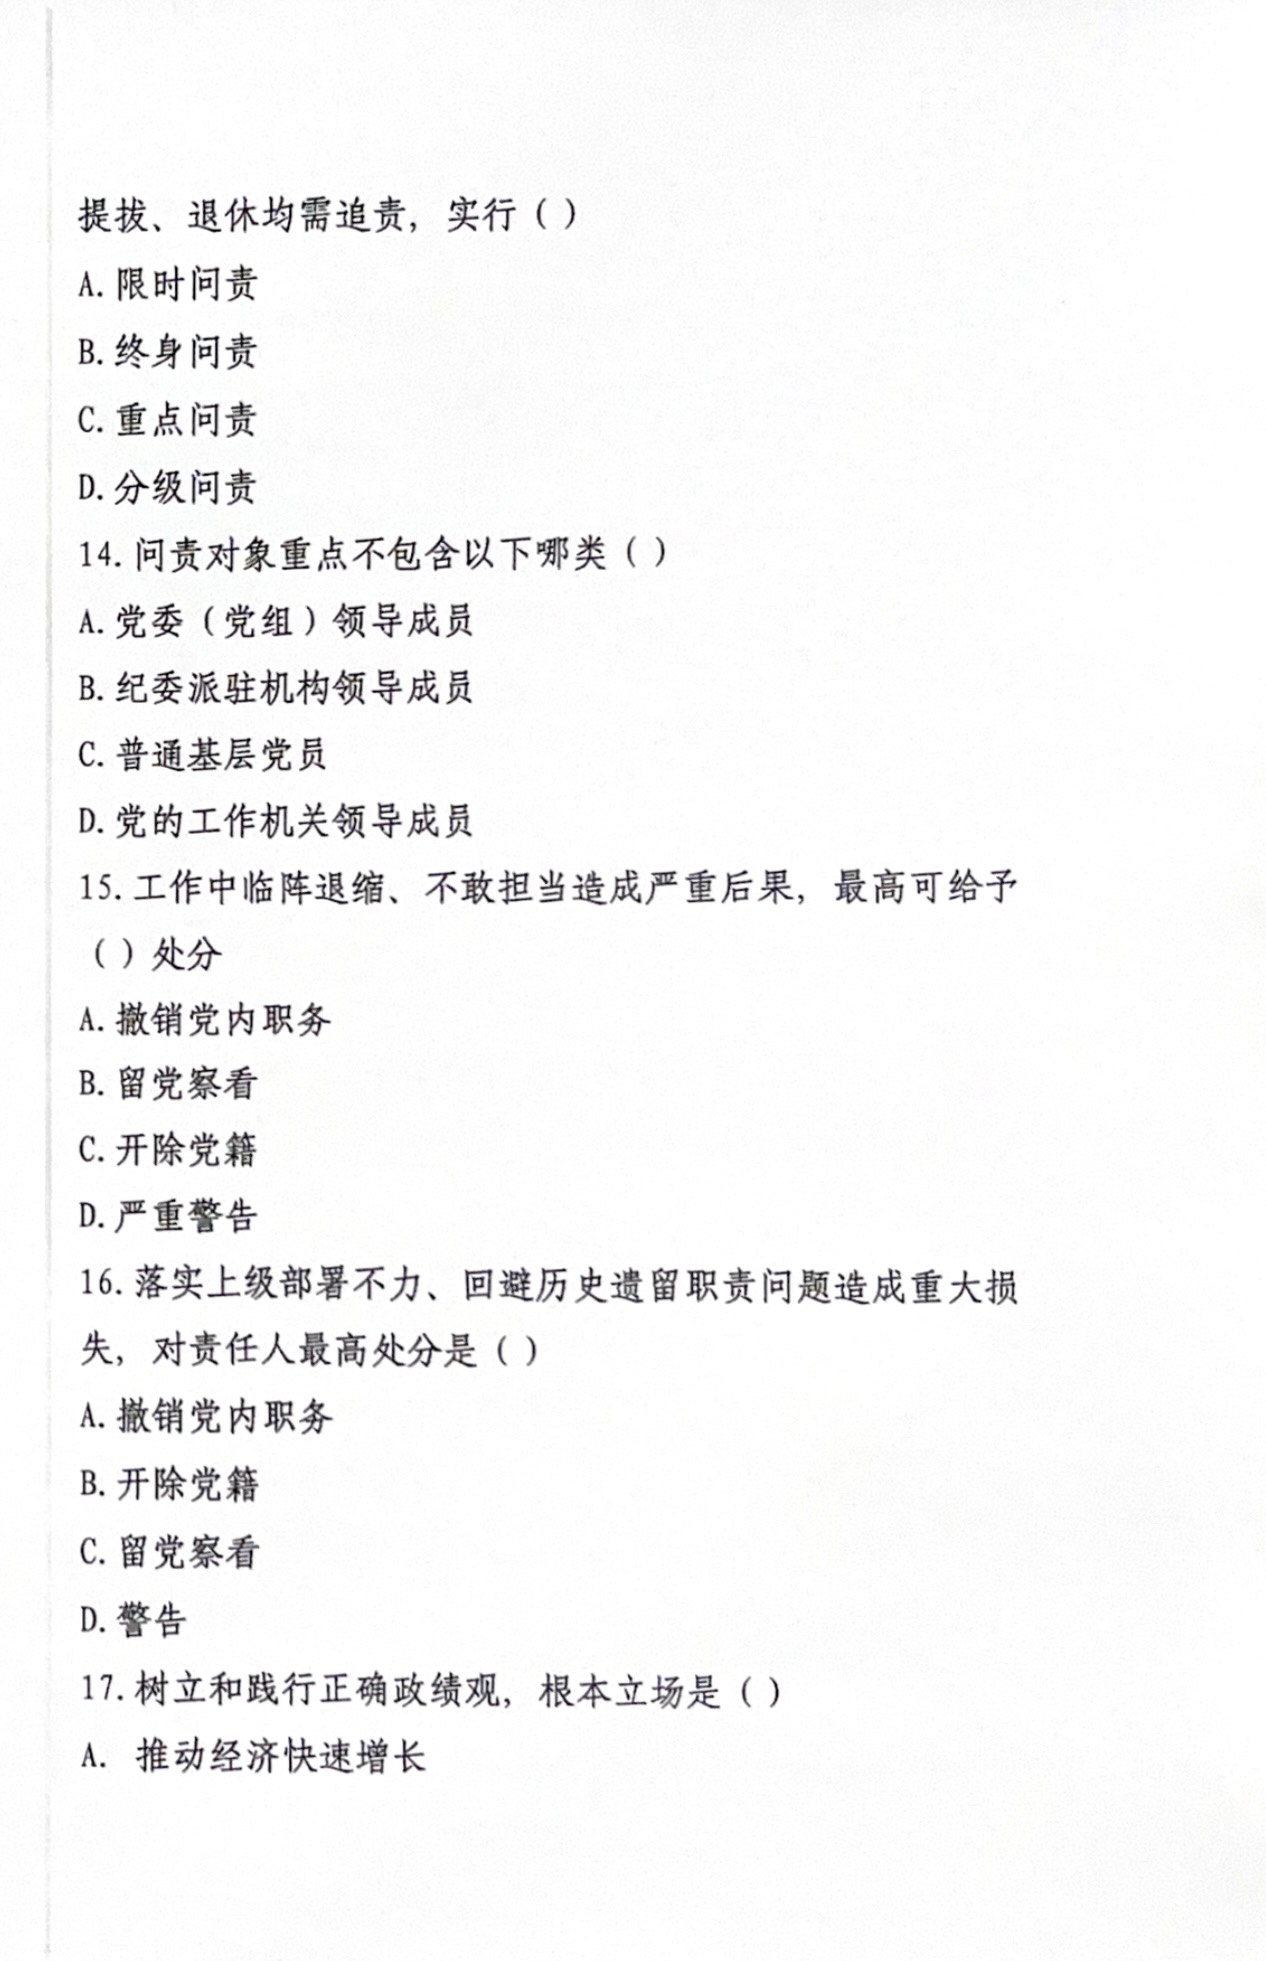 提拔、退休均需追责，实行（ ）
A. 限时问责
B. 终身问责
C. 重点问责
D. 分级问责
14. 问责对象重点不包含以下哪类（ ）
A. 党委（党组）领导成员
B. 纪委派驻机构领导成员
C. 普通基层党员
D. 党的工作机关领导成员
15. 工作中临阵退缩、不敢担当造成严重后果，最高可给予
（ ）处分
A. 撤销党内职务
B. 留党察看
C. 开除党籍
D. 严重警告
16. 落实上级部署不力、回避历史遗留职责问题造成重大损
失，对责任人最高处分是（ ）
A. 撤销党内职务
B. 开除党籍
C. 留党察看
D. 警告
17. 树立和践行正确政绩观，根本立场是（ ）
A. 推动经济快速增长